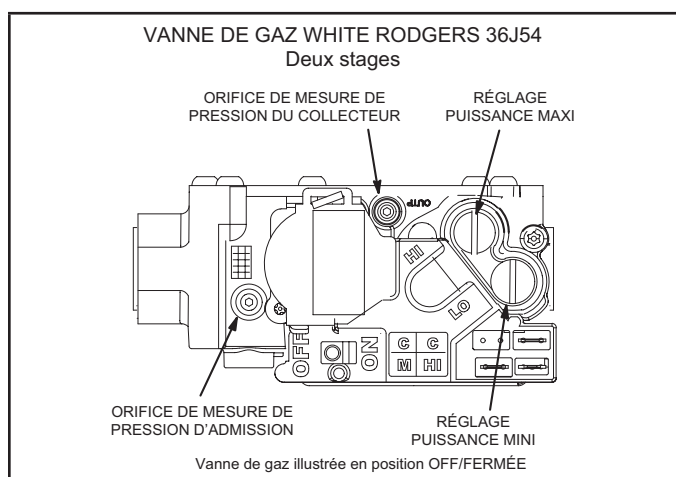 VANNE DE GAZ WHITE RODGERS 36J54
Deux stages
ORIFICE DE MESURE DE
PRESSION DU COLLECTEUR
RÉGLAGE
PUISSANCE MAXI
OUTP
HI
LO
OFF
ON
C C
M HI
ORIFICE DE MESURE DE
PRESSION D'ADMISSION
RÉGLAGE
PUISSANCE MINI
Vanne de gaz illustrée en position OFF/FERMÉE